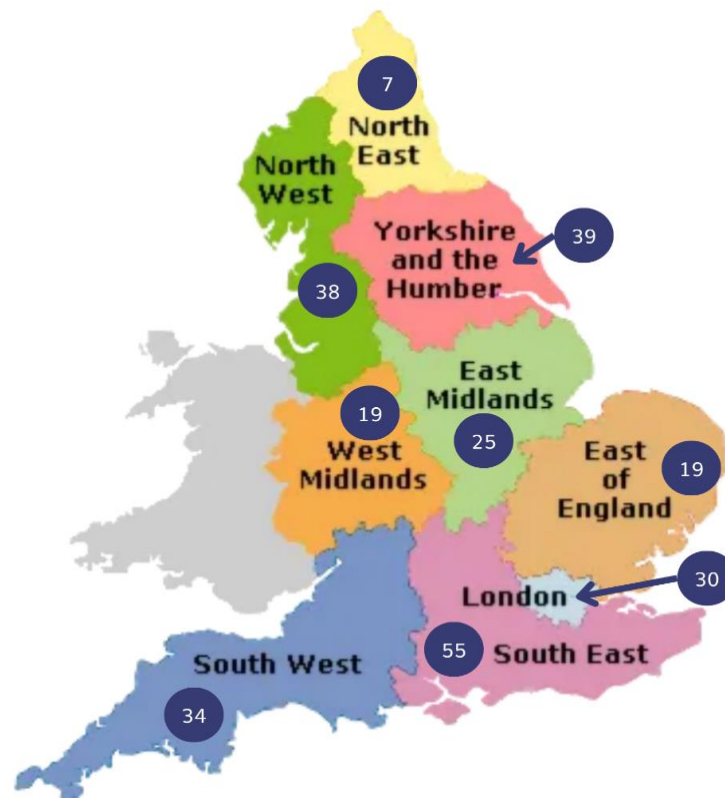 7
North
East
North
West
Yorkshire
and the
Humber
39
38
East
Midlands
19
25
West
Midlands
East
of
England
19
30
London
55
South East
South West
34